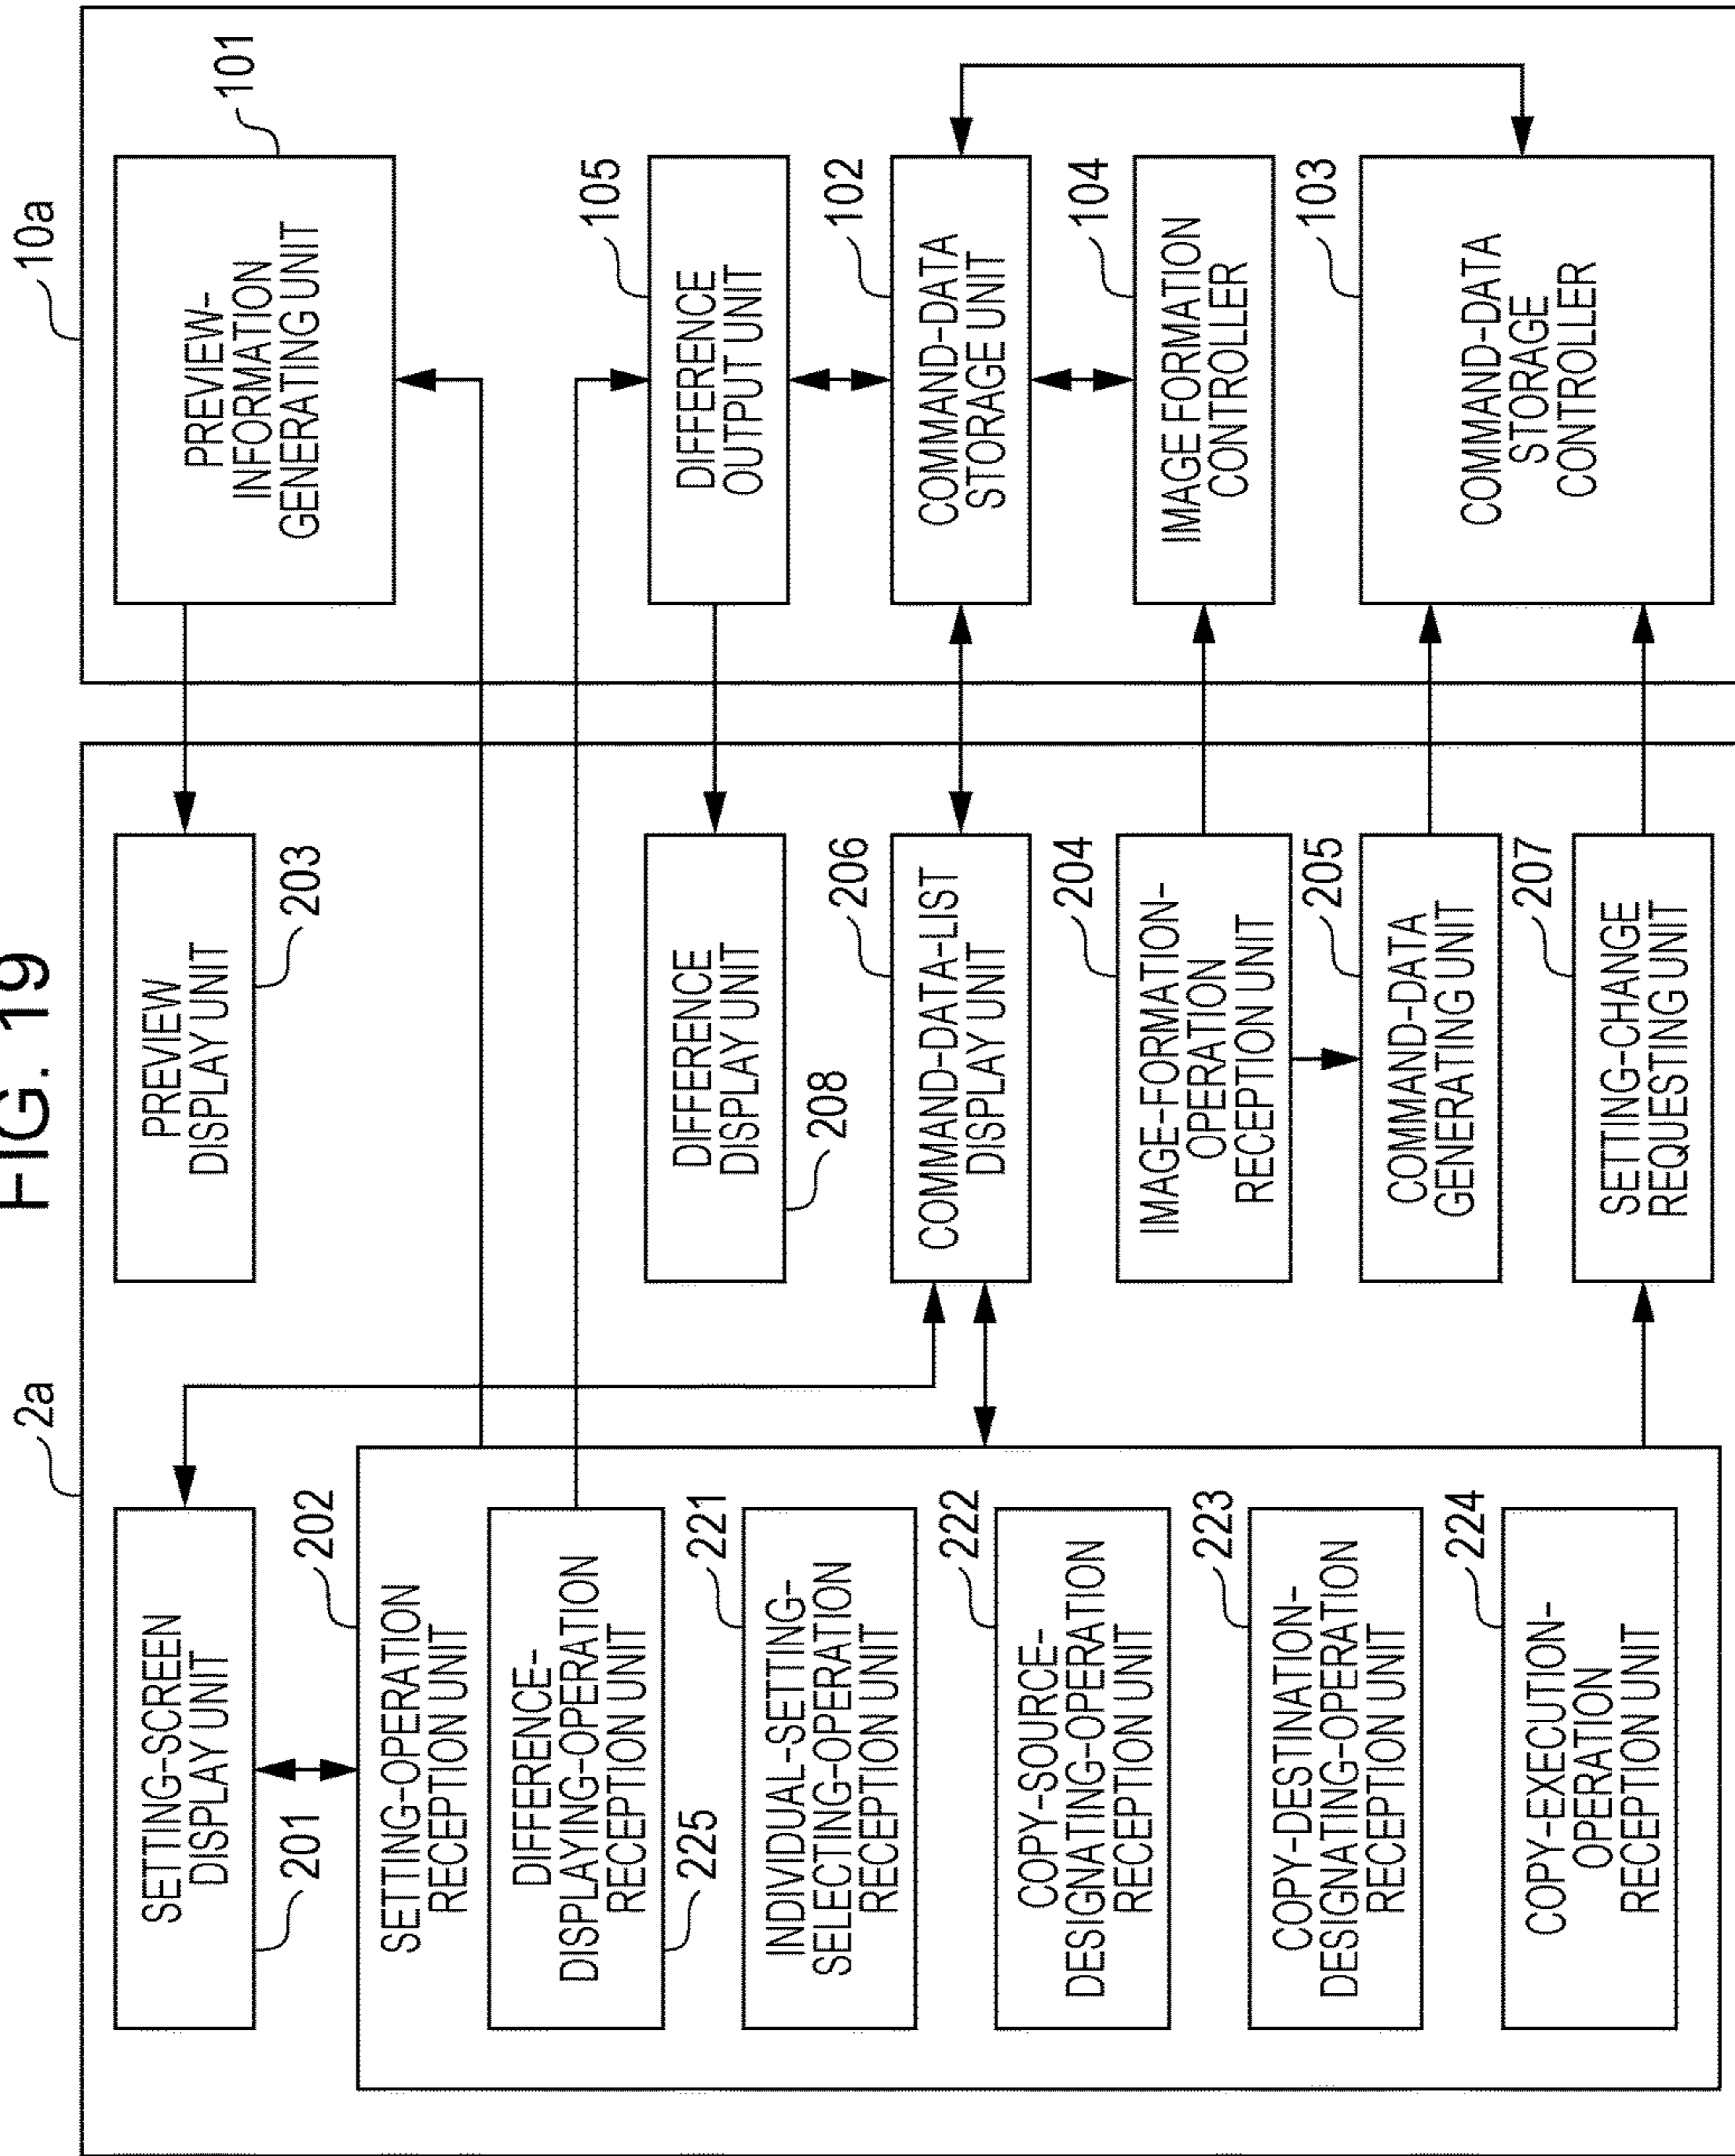 FIG. 19
2a
10a
SETTING-SCREEN
DISPLAY UNIT
201
SETTING-OPERATION
RECEPTION UNIT
202
DIFFERENCE-
DISPLAYING-OPERATION
RECEPTION UNIT
225
INDIVIDUAL-SETTING-
SELECTING-OPERATION
RECEPTION UNIT
221
COPY-SOURCE-
DESIGNATING-OPERATION
RECEPTION UNIT
222
COPY-DESTINATION-
DESIGNATING-OPERATION
RECEPTION UNIT
223
COPY-EXECUTION-
OPERATION
RECEPTION UNIT
224
PREVIEW
DISPLAY UNIT
203
DIFFERENCE
DISPLAY UNIT
208
COMMAND-DATA-LIST
DISPLAY UNIT
206
IMAGE-FORMATION-
OPERATION
RECEPTION UNIT
204
COMMAND-DATA
GENERATING UNIT
205
SETTING-CHANGE
REQUESTING UNIT
207
PREVIEW-
INFORMATION
GENERATING UNIT
101
DIFFERENCE
OUTPUT UNIT
105
COMMAND-DATA
STORAGE UNIT
102
IMAGE FORMATION
CONTROLLER
104
COMMAND-DATA
STORAGE
CONTROLLER
103